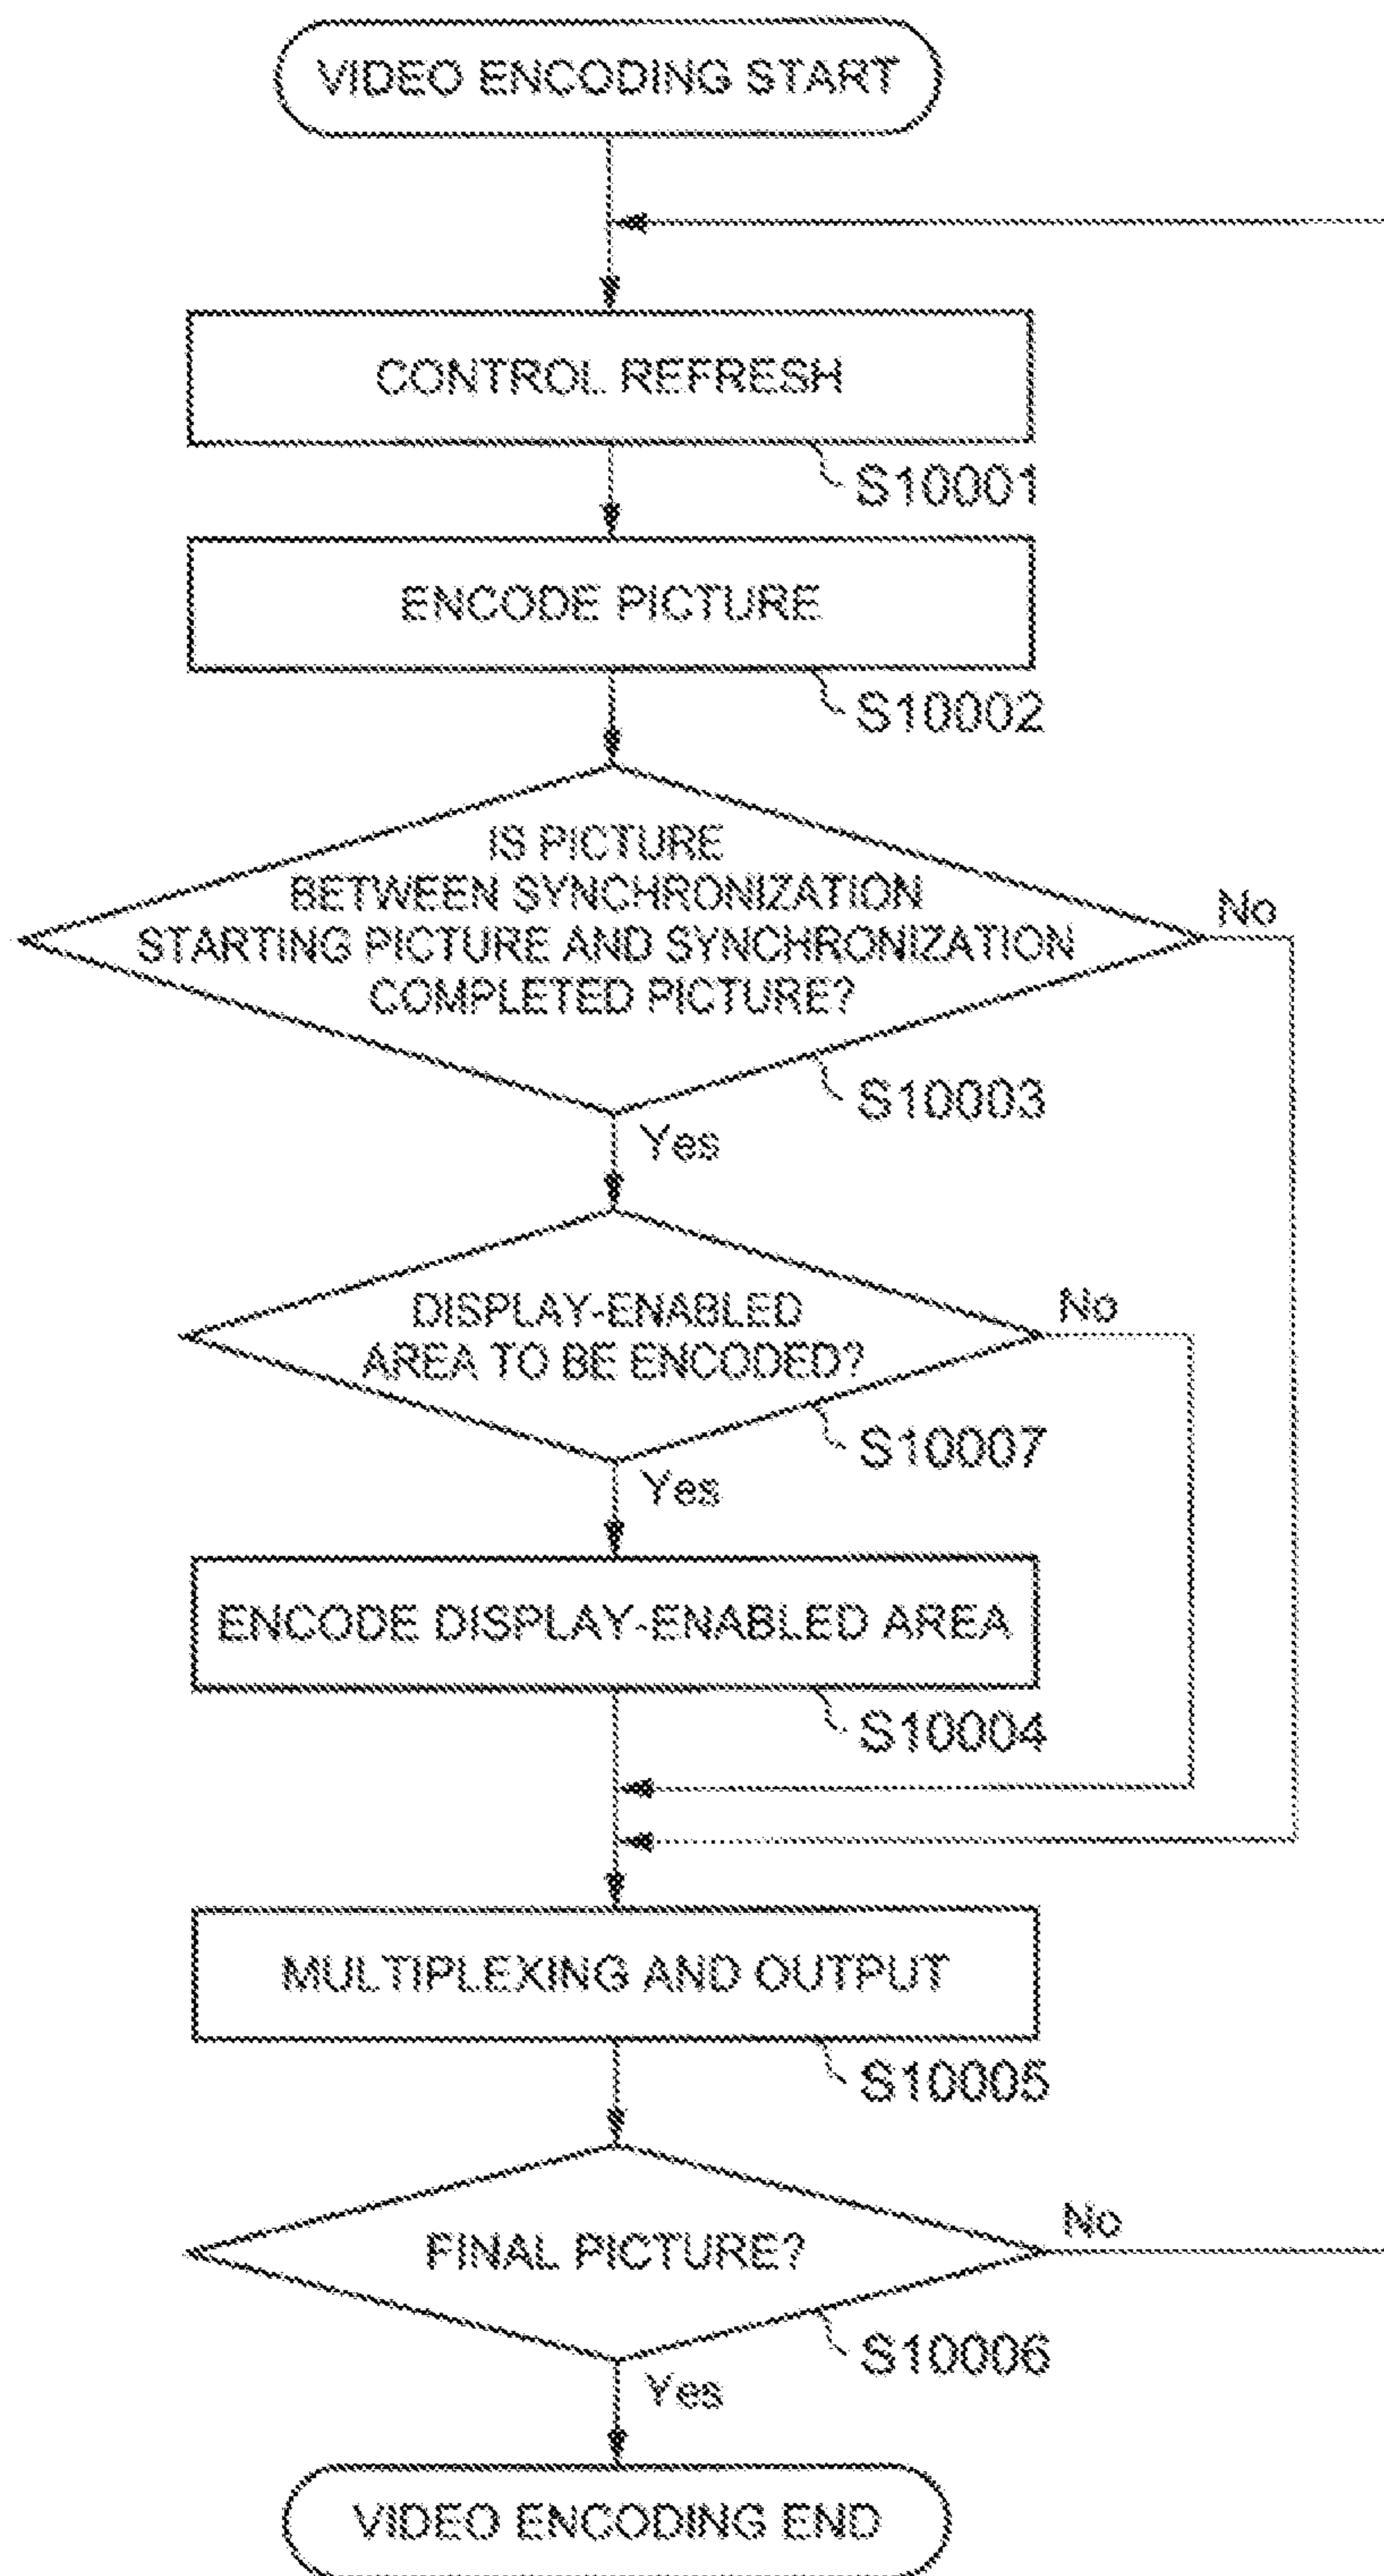 VIDEO ENCODING START
CONTROL REFRESH
S10001
ENCODE PICTURE
S10002
IS PICTURE
BETWEEN SYNCHRONIZATION
STARTING PICTURE AND SYNCHRONIZATION
COMPLETED PICTURE?
No
S10003
Yes
DISPLAY-ENABLED
AREA TO BE ENCODED?
No
S10007
Yes
ENCODE DISPLAY-ENABLED AREA
S10004
MULTIPLEXING AND OUTPUT
S10005
FINAL PICTURE?
No
S10006
Yes
VIDEO ENCODING END